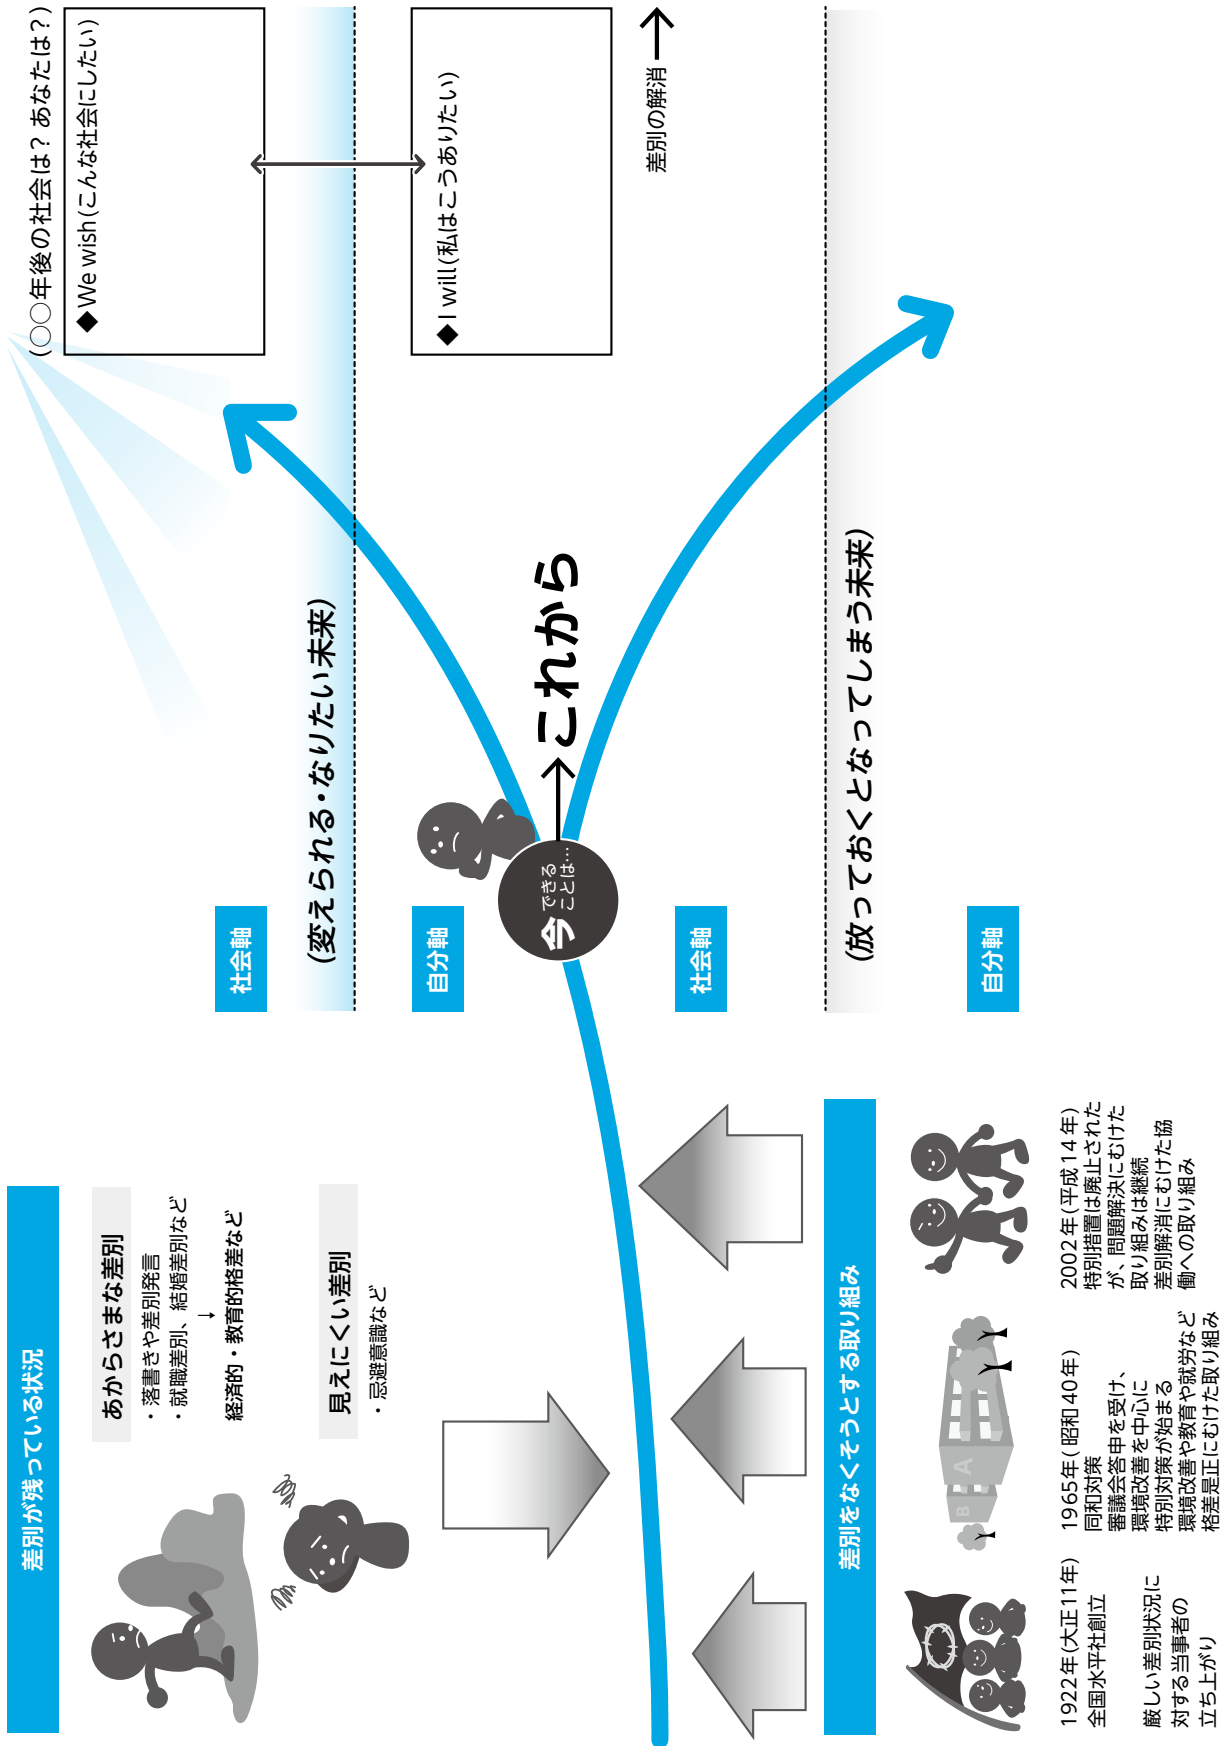 差別が残っている状況
あからさまな差別
・落書きや差別発言
・就職差別、結婚差別など
↓
経済的・教育的格差など
見えにくい差別
・忌避意識など
差別をなくそうとする取り組み
1922年(大正11年)
全国水平社創立
厳しい差別状況に
対する当事者の
立ち上がり
B
A
1965年(昭和40年)
同和対策
審議会答申を受け、
環境改善を中心に
特別対策が始まる
環境改善や教育や就労など
格差是正にむけた取り組み
2002年(平成14年)
特別措置は廃止された
が、問題解決にむけた
取り組みは継続
差別解消にむけた協
働への取り組み
社会軸
(変えられる・なりたい未来)
自分軸
今できる
ことは…
これから
社会軸
(放っておくとなってしまう未来)
自分軸
(○○年後の社会は？あなたは？)
◆We wish(こんな社会にしたい)
◆I will(私はこうありたい)
差別の解消